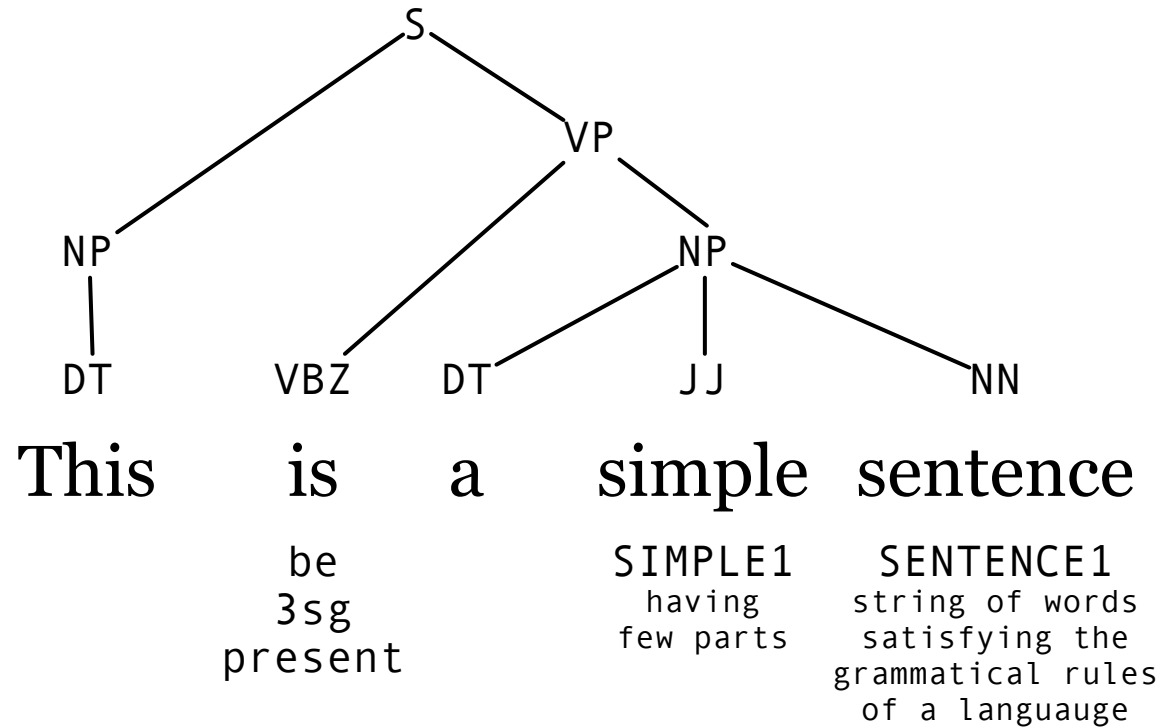 S
VP
NP NP
DT VBZ DT JJ NN
This is a simple sentence
be SIMPLE1 SENTENCE1
3sg having string of words
present few parts satisfying the
grammatical rules
of a languauge